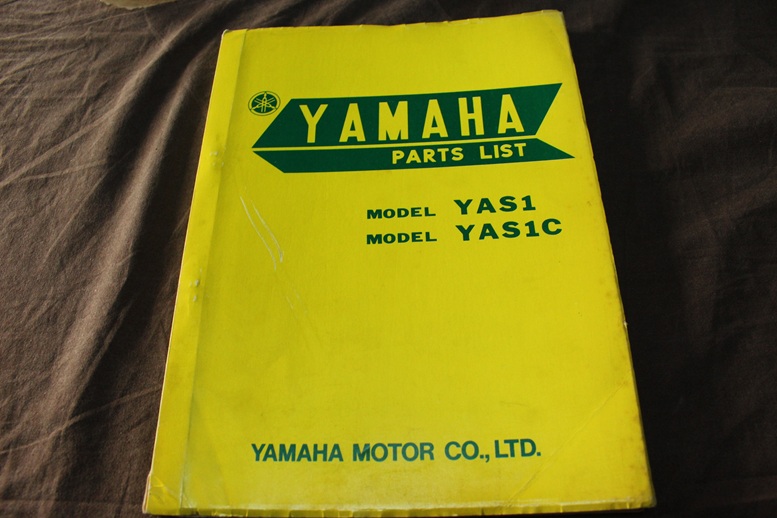 YAMAHA
PARTS LIST
MODEL YAS1
MODEL YAS1C
YAMAHA MOTOR CO.,LTD.